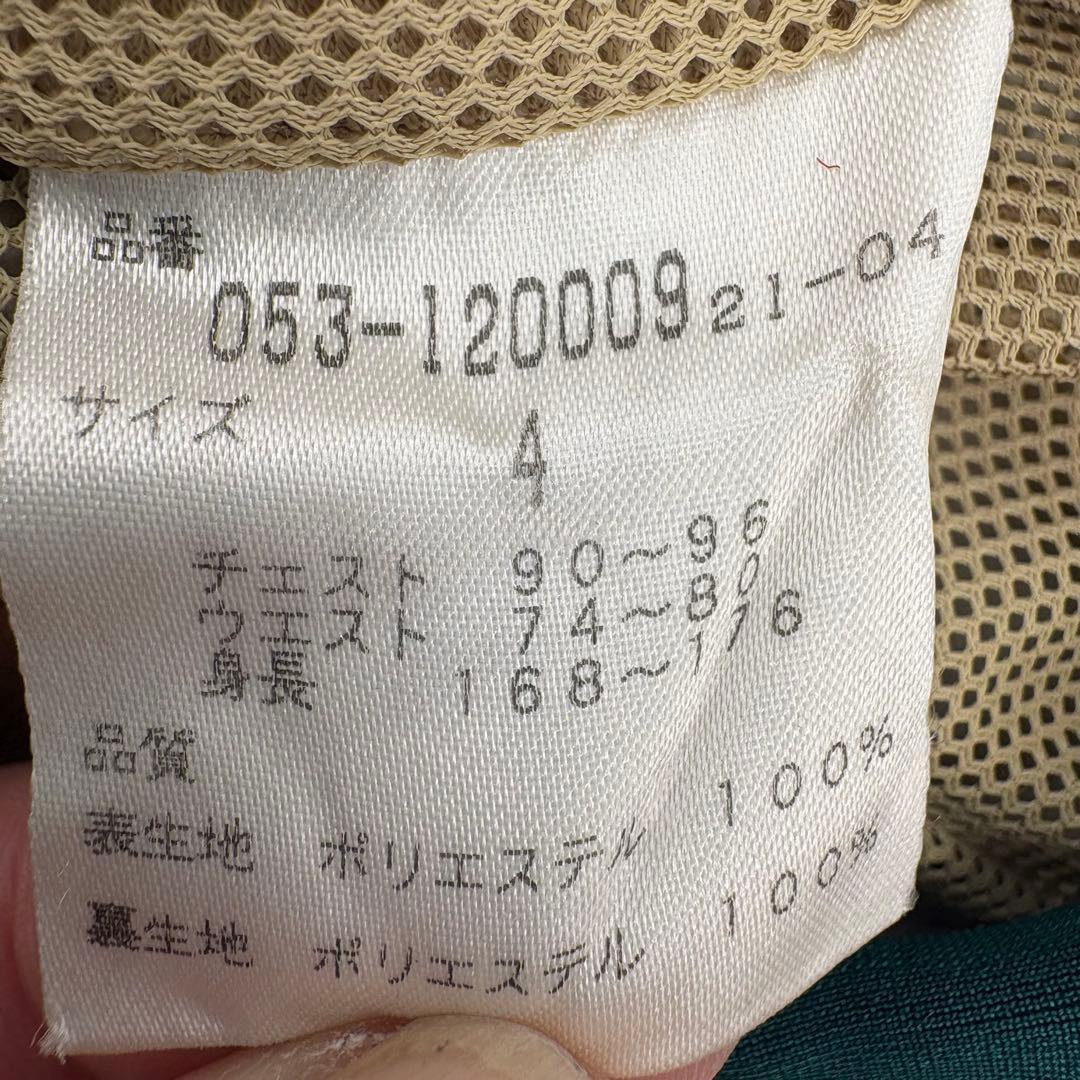 品番
053-120009 21-04
サイズ 4
チェスト 90~96
ウエスト 74~80
身長 168~176
品質
表生地 ポリエステル 100%
裏生地 ポリエステル 100%